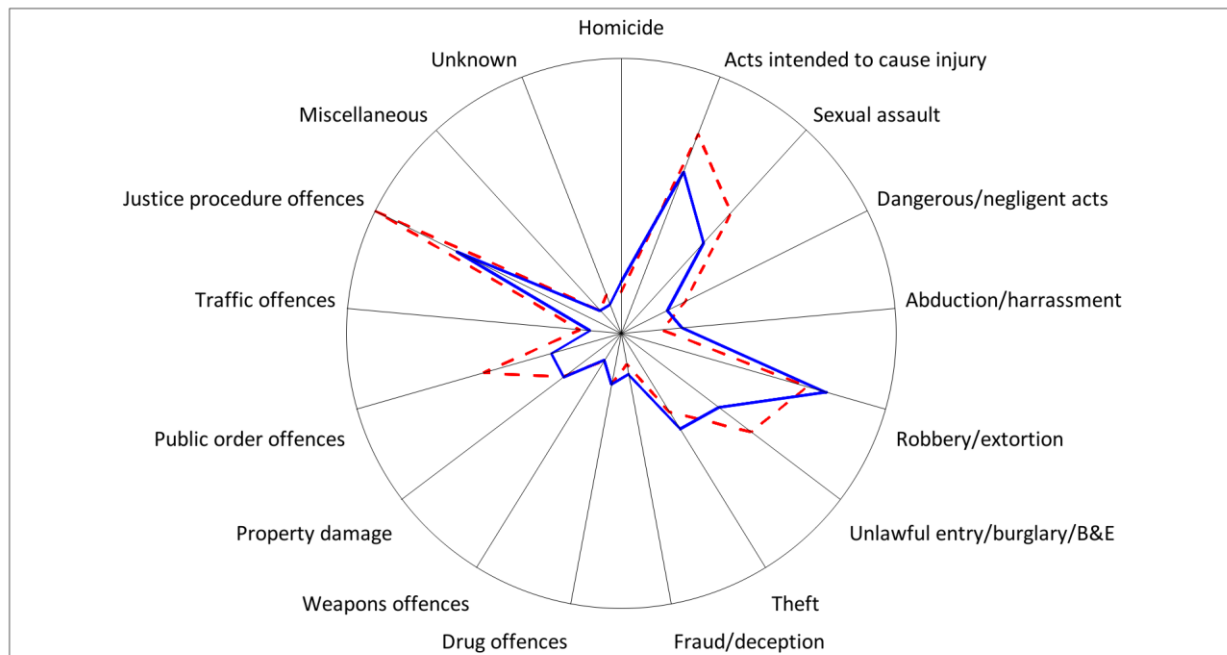 Homicide
Unknown
Acts intended to cause injury
Miscellaneous
Sexual assault
Justice procedure offences
Dangerous/negligent acts
Traffic offences
Abduction/harrassment
Public order offences
Robbery/extortion
Property damage
Unlawful entry/burglary/B&E
Weapons offences
Theft
Drug offences
Fraud/deception